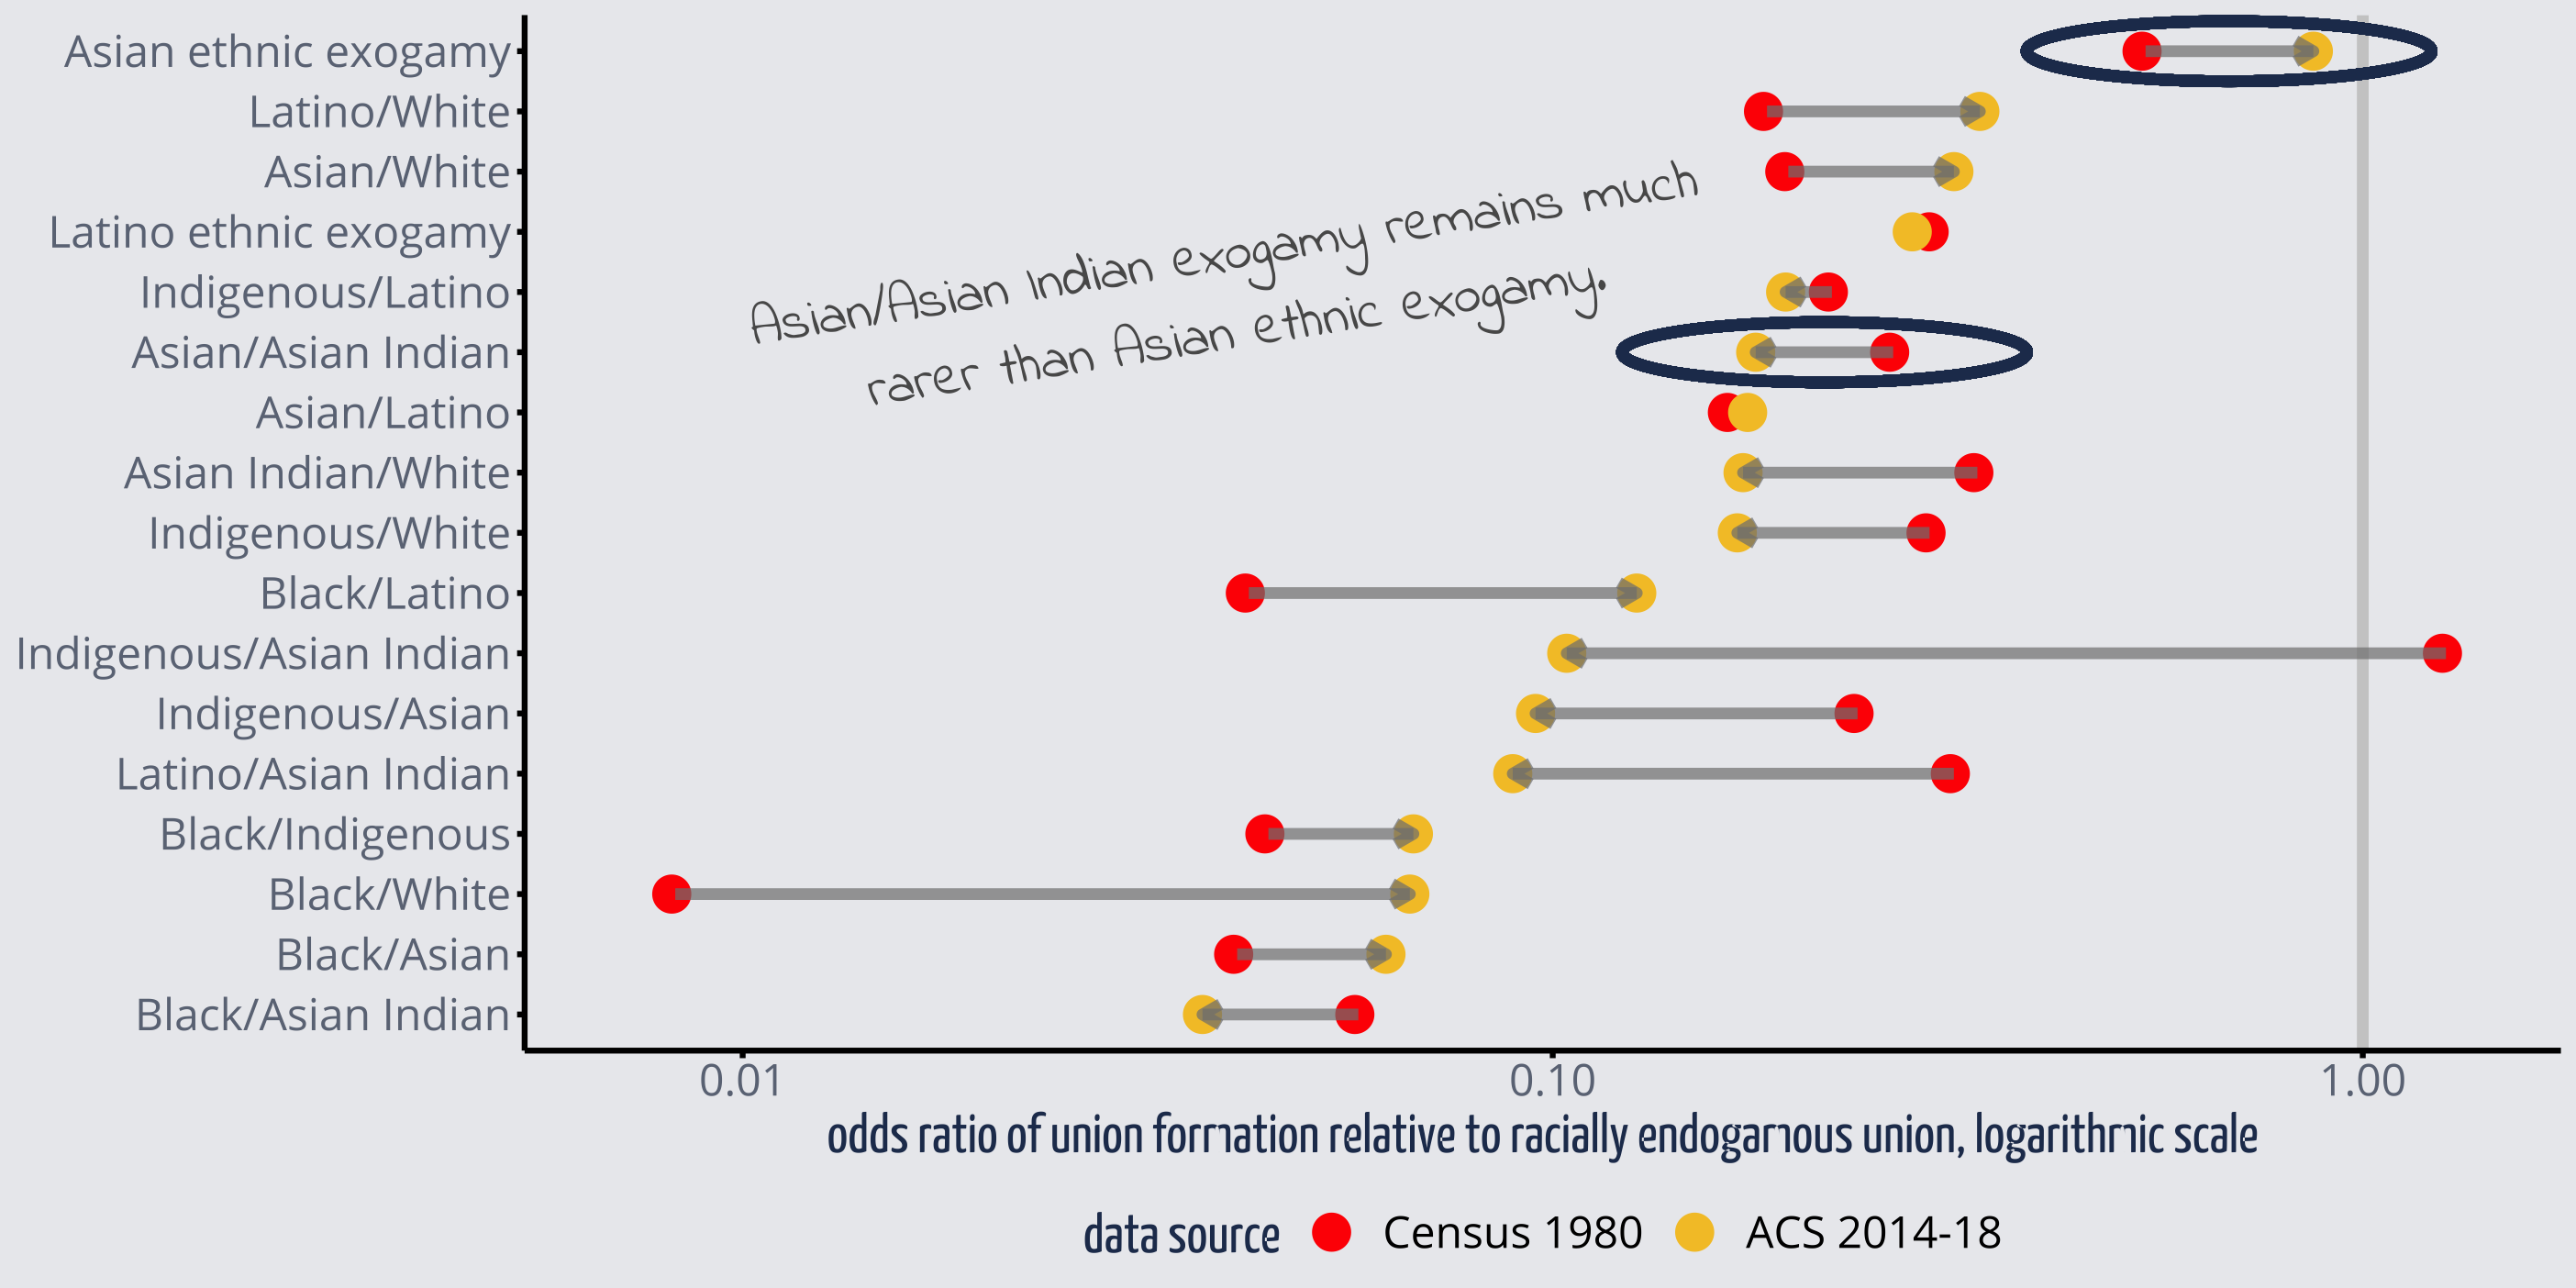 Asian ethnic exogamy
Latino/White
Asian/White
Latino ethnic exogamy
Indigenous/Latino
Asian/Asian Indian
Asian/Latino
Asian Indian/White
Indigenous/White
Black/Latino
Indigenous/Asian Indian
Indigenous/Asian
Latino/Asian Indian
Black/Indigenous
Black/White
Black/Asian
Black/Asian Indian
Asian/Asian Indian exogamy remains much
rarer than Asian ethnic exogamy.
0.01 0.10 1.00
odds ratio of union formation relative to racially endogamous union, logarithmic scale
data source Census 1980 ACS 2014-18